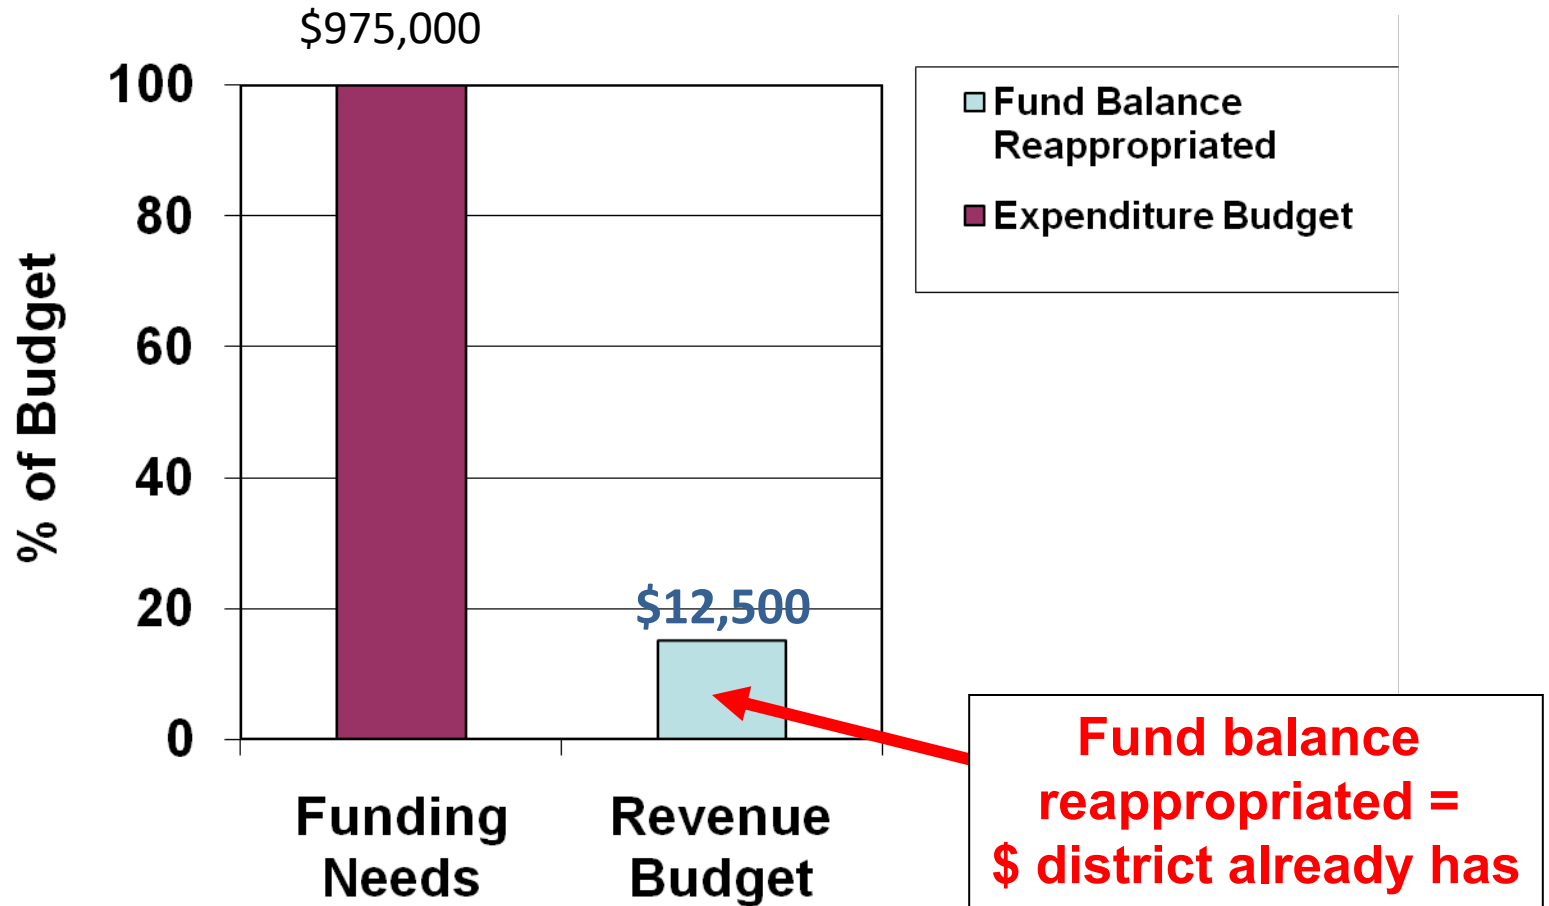 $975,000
100
80
60
40
20
0
% of Budget
$12,500
Funding
Needs
Revenue
Budget
Fund Balance
Reappropriated
Expenditure Budget
Fund balance
reappropriated =
$ district already has